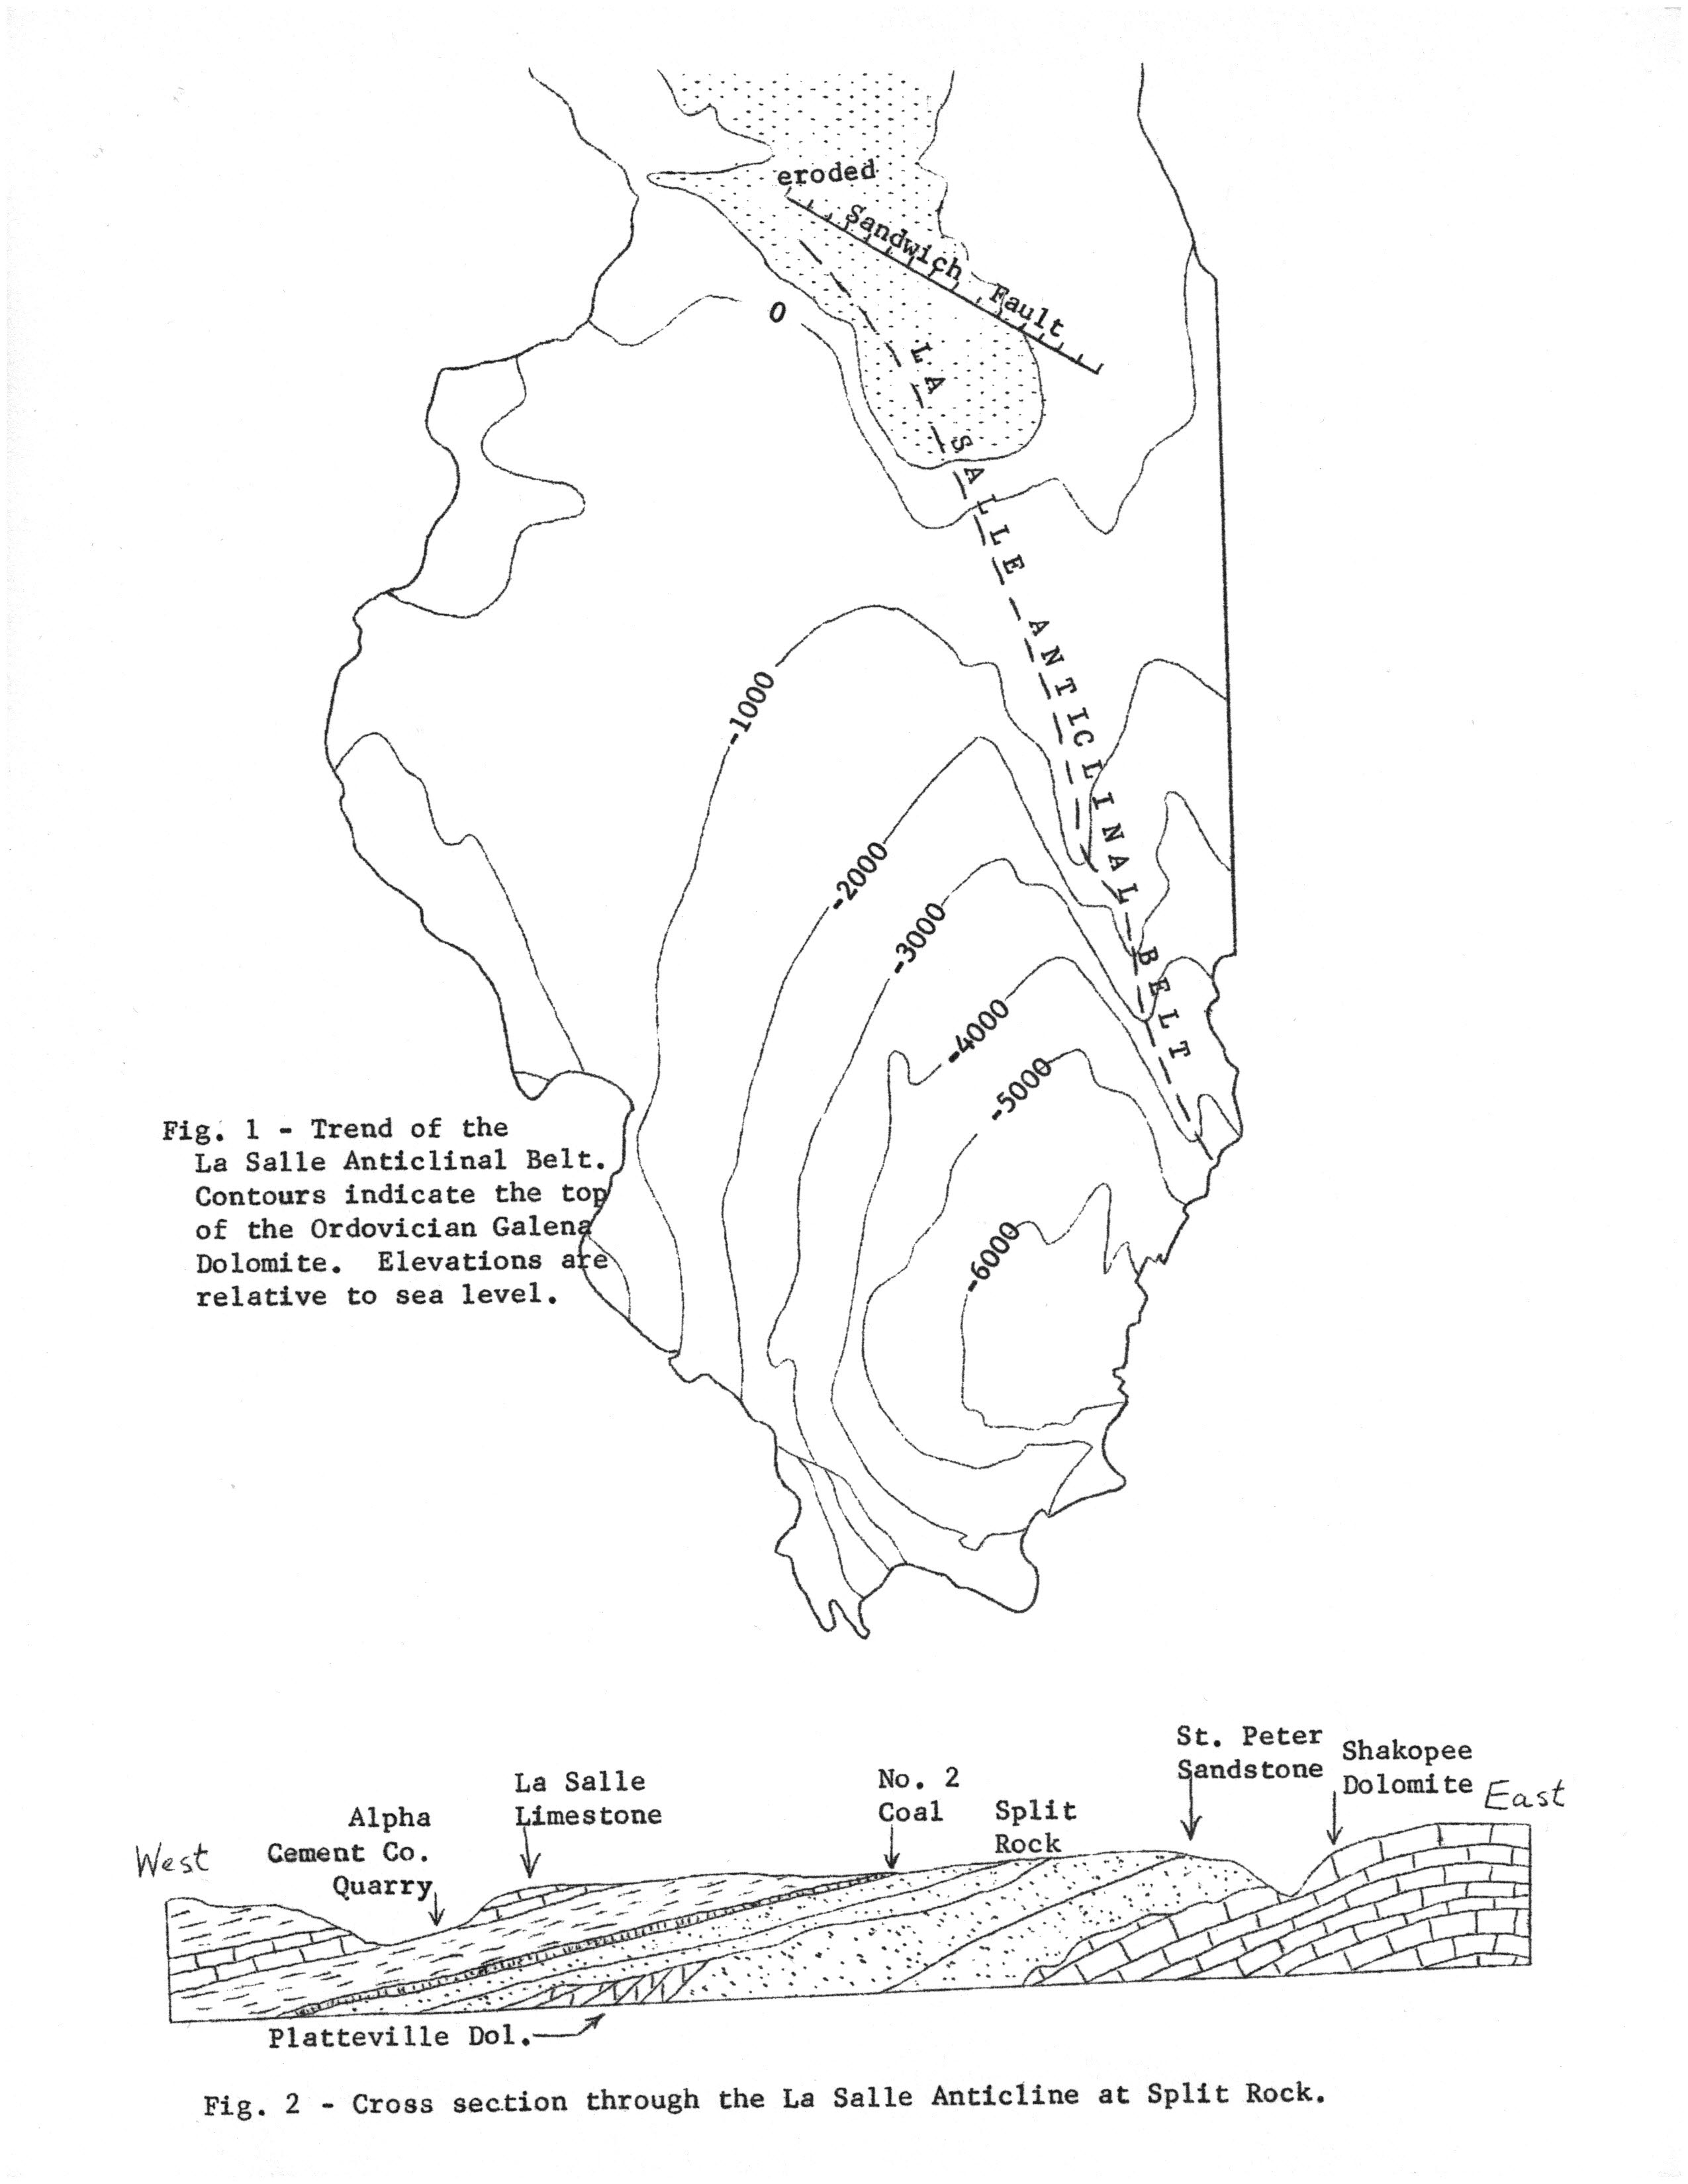 eroded
Sandwich Fault
0
LA SALLE ANTICLINAL BELT
-1000
-2000
-3000
-4000
-5000
-6000
Fig. 1 - Trend of the
La Salle Anticlinal Belt.
Contours indicate the top
of the Ordovician Galena
Dolomite. Elevations are
relative to sea level.
St. Peter
Sandstone
Shakopee
Dolomite
East
La Salle
Limestone
No. 2
Coal
Split
Rock
Alpha
Cement Co.
Quarry
West
Platteville Dol.
Fig. 2 - Cross section through the La Salle Anticline at Split Rock.